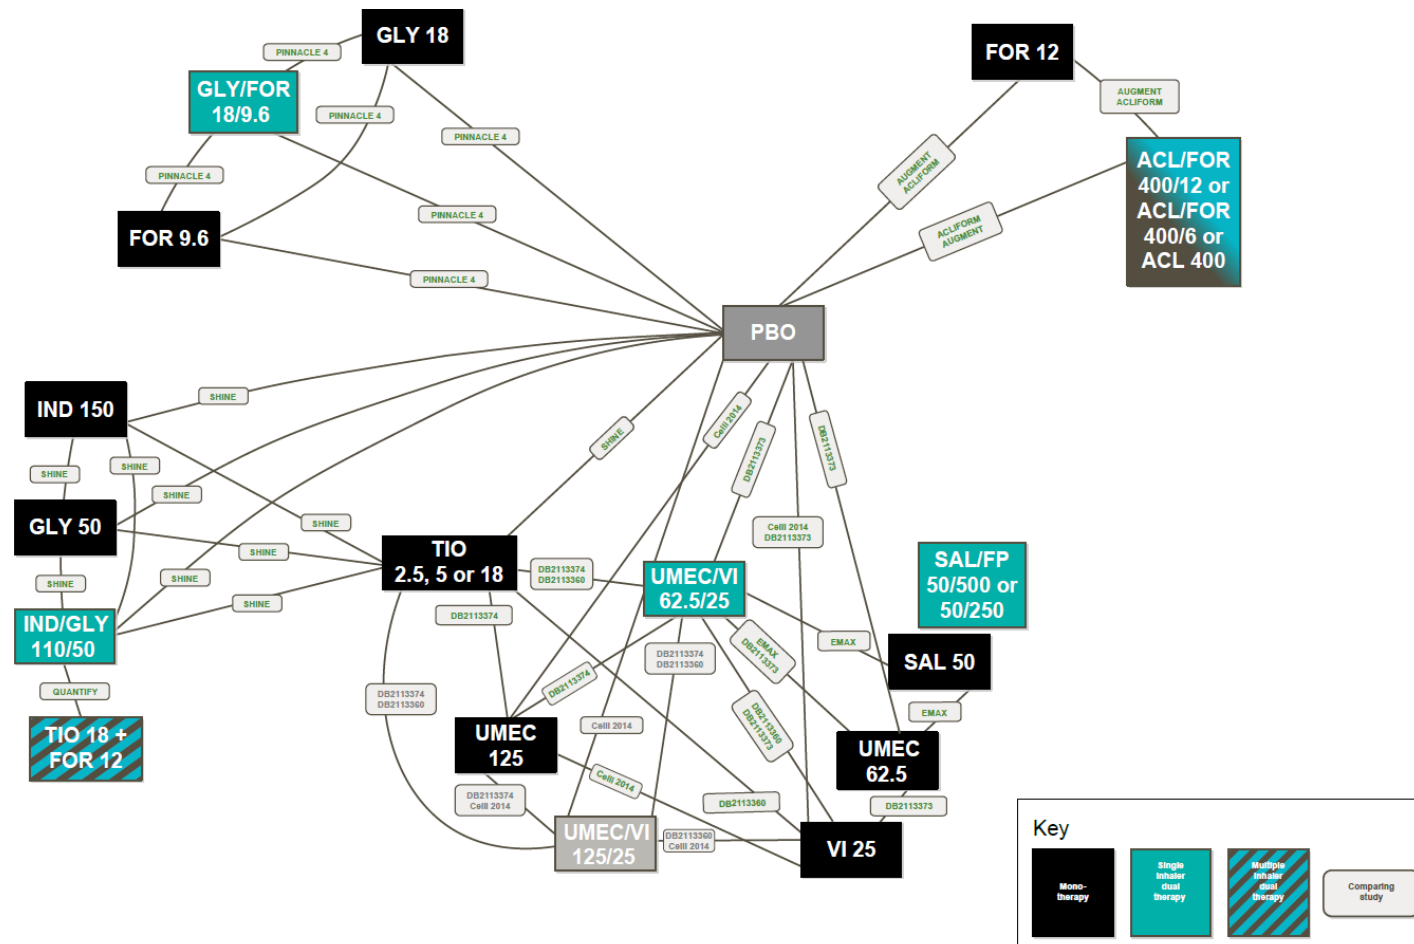 GLY 18
FOR 12
PINNACLE 4
GLY/FOR
18/9.6
AUGMENT
ACLIFORM
PINNACLE 4
PINNACLE 4
ACL/FOR
400/12 or
ACL/FOR
400/6 or
ACL 400
AUGMENT
ACLIFORM
PINNACLE 4
PINNACLE 4
FOR 9.6
ACLIFORM
AUGMENT
PINNACLE 4
PBO
IND 150
SHINE
Celli 2014
SHINE
DB2113373
DB2113373
SHINE
SHINE
SHINE
GLY 50
SHINE
Celli 2014
DB2113373
TIO
2.5, 5 or 18
SHINE
SHINE
SHINE
SHINE
DB2113374
DB2113360
UMEC/VI
62.5/25
SAL/FP
50/500 or
50/250
IND/GLY
110/50
DB2113374
EMAX
DB2113373
EMAX
SAL 50
DB2113374
DB2113360
DB2113374
QUANTIFY
DB2113374
DB2113360
TIO 18 +
FOR 12
UMEC
125
Celli 2014
DB2113360
DB2113373
EMAX
UMEC
62.5
Celli 2014
DB2113374
Celli 2014
DB2113360
DB2113373
UMEC/VI
125/25
DB2113360
Celli 2014
VI 25
Key
Mono-
therapy
Single
inhaler
dual
therapy
Multiple
inhaler
dual
therapy
Comparing
study